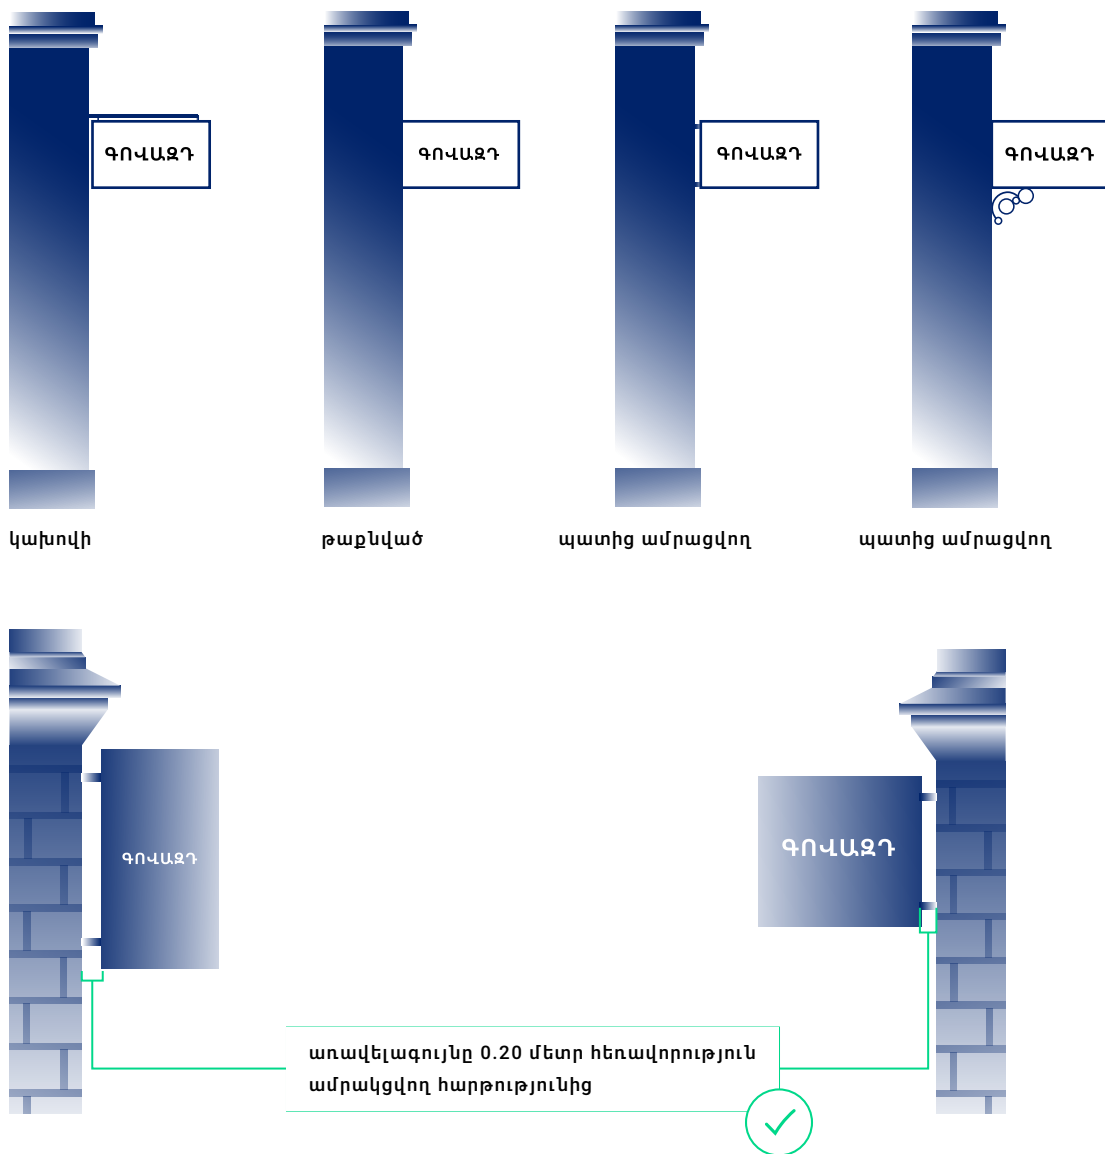 ԳՈՎԱԶԴ
ԳՈՎԱԶԴ
ԳՈՎԱԶԴ
ԳՈՎԱԶԴ
կախովի
թաքնված
պատից ամրացվող
պատից ամրացվող
ԳՈՎԱԶԴ
ԳՈՎԱԶԴ
առավելագույնը 0.20 մետր հեռավորություն
ամրակցվող հարթությունից